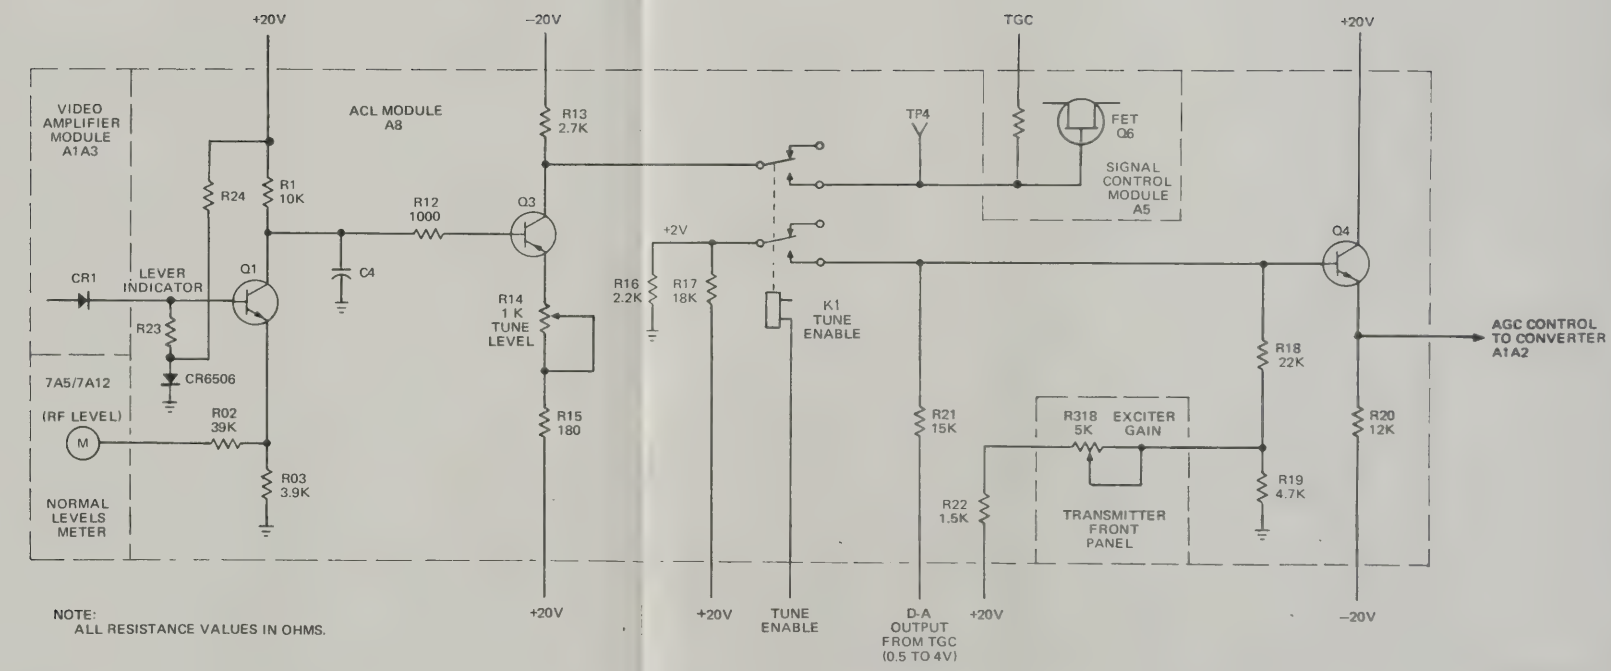 +20V
−20V
TGC
+20V
VIDEO
AMPLIFIER
MODULE
A1A3
ACL MODULE
A8
R13
2.7K
TP4
FET
Q6
SIGNAL
CONTROL
MODULE
A5
R24
R1
10K
R12
1000
Q3
+2V
Q4
CR1
LEVER
INDICATOR
Q1
C4
R23
R14
1 K
TUNE
LEVEL
R16
2.2K
R17
18K
K1
TUNE
ENABLE
AGC CONTROL
TO CONVERTER
A1A2
R18
22K
7A5/7A12
CR6506
(RF LEVEL)
M
R02
39K
R15
180
R21
15K
R318
5K
EXCITER
GAIN
R20
12K
R03
3.9K
R19
4.7K
NORMAL
LEVELS
METER
R22
1.5K
TRANSMITTER
FRONT
PANEL
+20V
+20V
TUNE
ENABLE
D-A
OUTPUT
FROM TGC
(0.5 TO 4V)
+20V
−20V
NOTE:
ALL RESISTANCE VALUES IN OHMS.